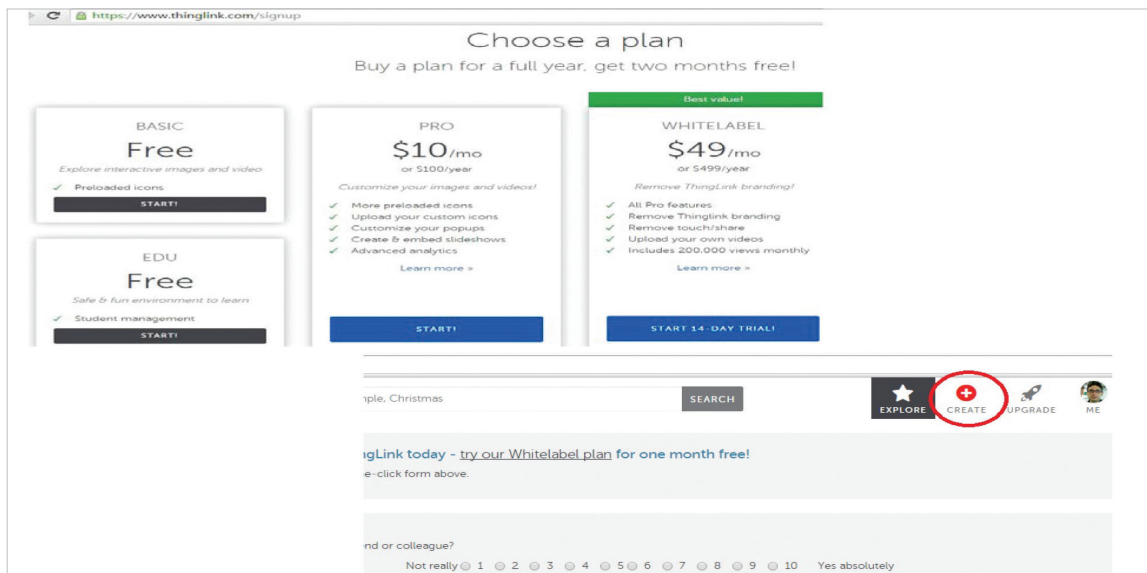 https://www.thinglink.com/signup
Choose a plan
Buy a plan for a full year, get two months free!
BASIC
Free
Explore interactive images and video
✓ Preloaded icons
START!
EDU
Free
Safe & fun environment to learn
✓ Student management
START!
PRO
$10/mo
or $100/year
Customize your images and videos!
✓ More preloaded icons
✓ Upload your custom icons
✓ Customize your popups
✓ Create & embed slideshows
✓ Advanced analytics
Learn more »
START!
Best value!
WHITELABEL
$49/mo
or $499/year
Remove ThingLink branding!
✓ All Pro features
✓ Remove Thinglink branding
✓ Remove touch/share
✓ Upload your own videos
✓ Includes 200.000 views monthly
Learn more »
START 14-DAY TRIAL!
nple, Christmas SEARCH EXPLORE CREATE UPGRADE ME
ngLink today - try our Whitelabel plan for one month free!
e-click form above.
nd or colleague?
Not really 1 2 3 4 5 6 7 8 9 10 Yes absolutely